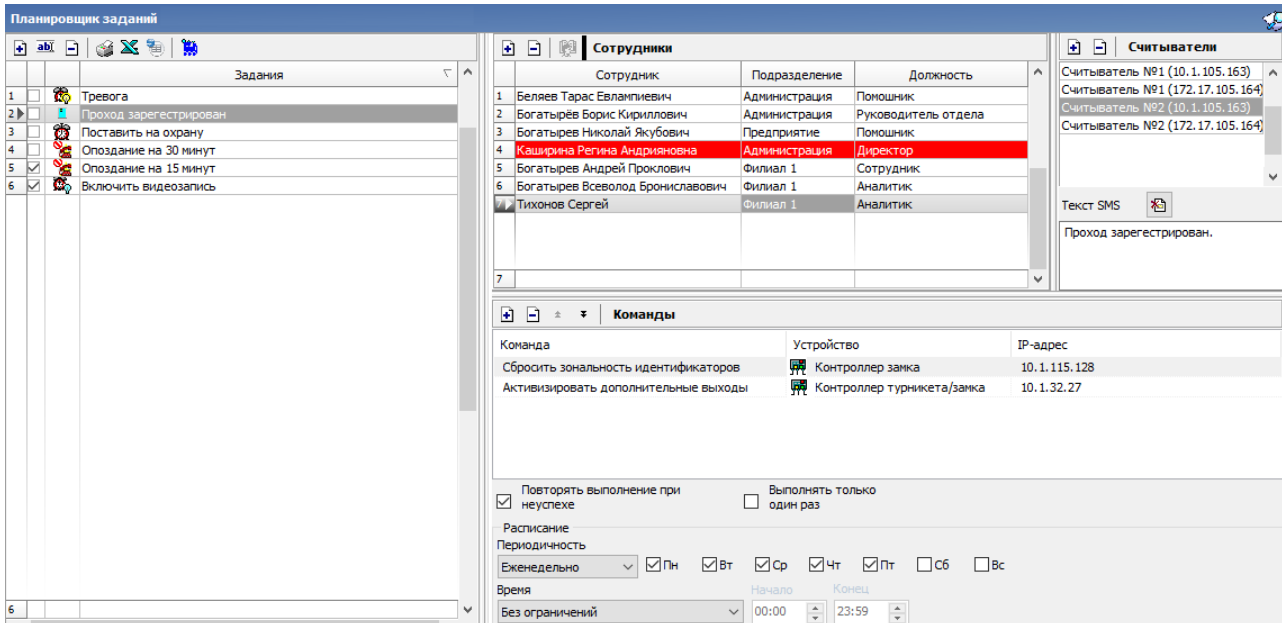 Планировщик заданий
Задания
1 Тревога
2 Проход зарегистрирован
3 Поставить на охрану
4 Опоздание на 30 минут
5 Опоздание на 15 минут
6 Включить видеозапись
6
Сотрудники
Сотрудник Подразделение Должность
1 Беляев Тарас Евлампиевич Администрация Помошник
2 Богатырёв Борис Кириллович Администрация Руководитель отдела
3 Богатырев Николай Якубович Предприятие Помошник
4 Каширина Регина Андрияновна Администрация Директор
5 Богатырев Андрей Проклович Филиал 1 Сотрудник
6 Богатырев Всеволод Брониславович Филиал 1 Аналитик
7 Тихонов Сергей Филиал 1 Аналитик
7
Считыватели
Считыватель №1 (10.1.105.163)
Считыватель №1 (172.17.105.164)
Считыватель №2 (10.1.105.163)
Считыватель №2 (172.17.105.164)
Текст SMS
Проход зарегестрирован.
Команды
Команда Устройство IP-адрес
Сбросить зональность идентификаторов Контроллер замка 10.1.115.128
Активизировать дополнительные выходы Контроллер турникета/замка 10.1.32.27
Повторять выполнение при
неуспехе
Выполнять только
один раз
Расписание
Периодичность
Еженедельно Пн Вт Ср Чт Пт Сб Вс
Время Начало Конец
Без ограничений 00:00 23:59